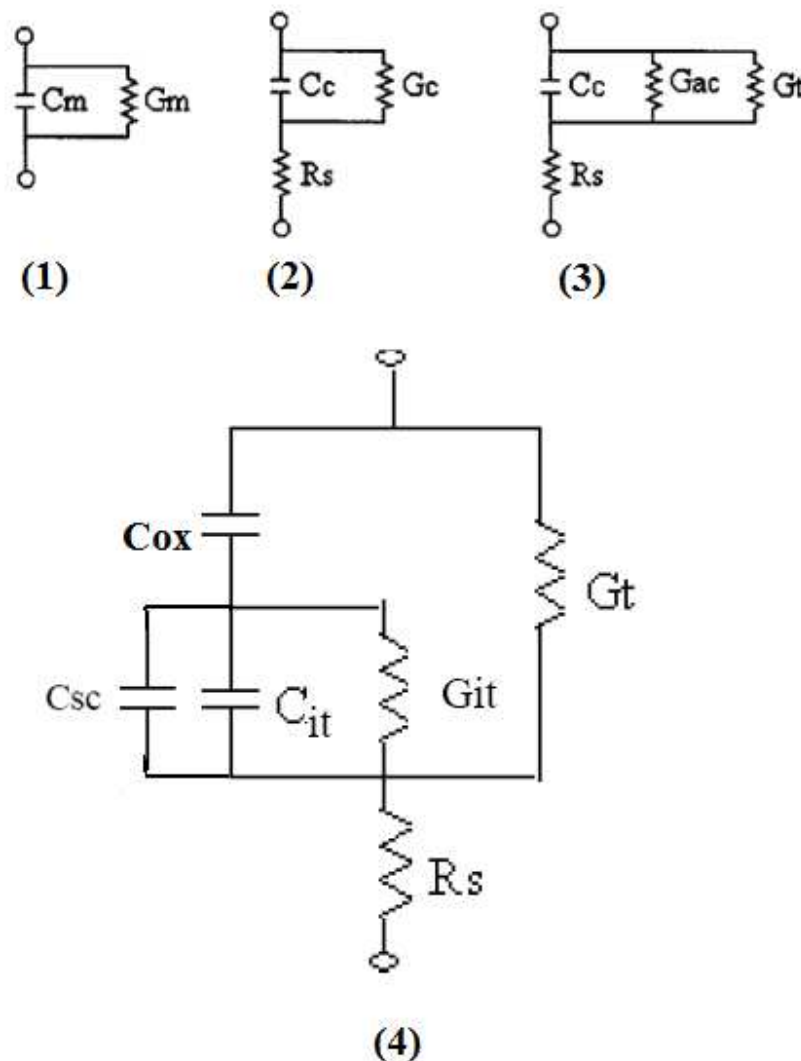 Cm Gm
Cc Gc
Rs
Cc Gac Gt
Rs
(1) (2) (3)
Cox
Gt
Csc Cit Git
Rs
(4)